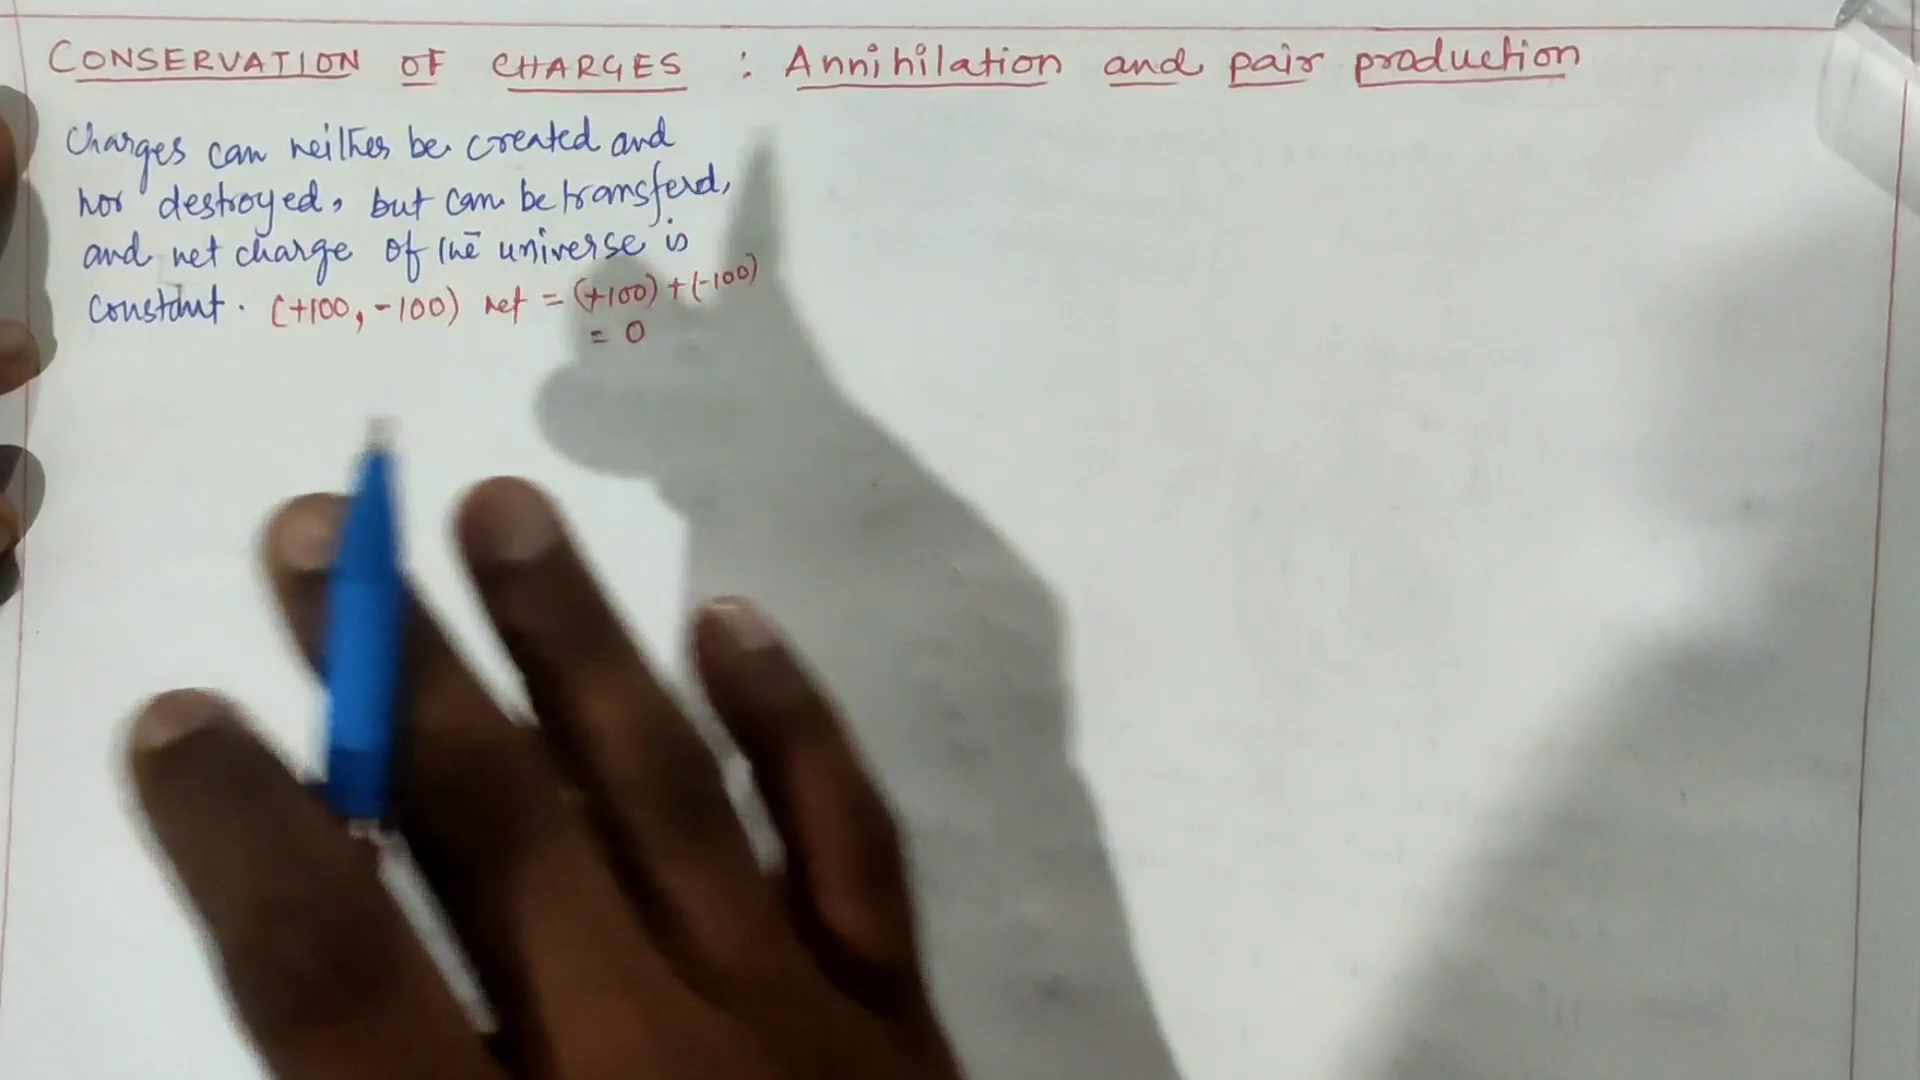 CONSERVATION OF CHARGES : Annihilation and pair production
Charges can neither be created and
nor destroyed, but can be transferd,
and net charge of the universe is
constant. (+100, -100) net = (+100) + (-100)
= 0